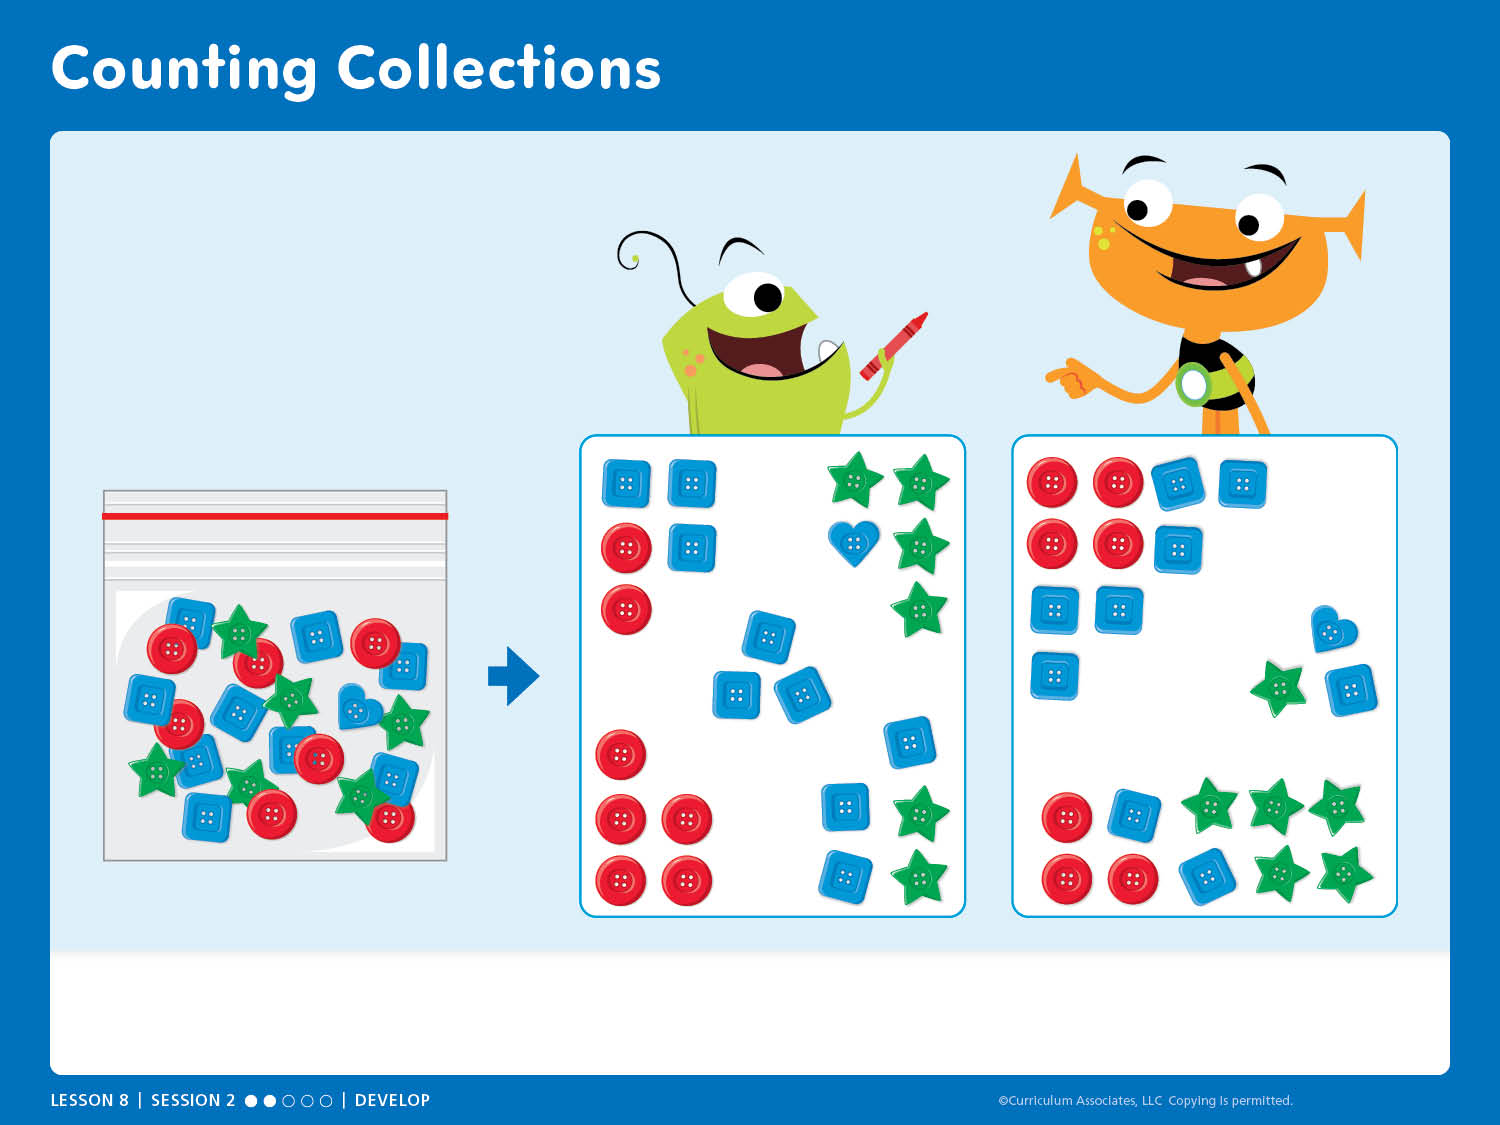 Counting Collections
LESSON 8 | SESSION 2 ●●○○○ | DEVELOP
©Curriculum Associates, LLC Copying is permitted.